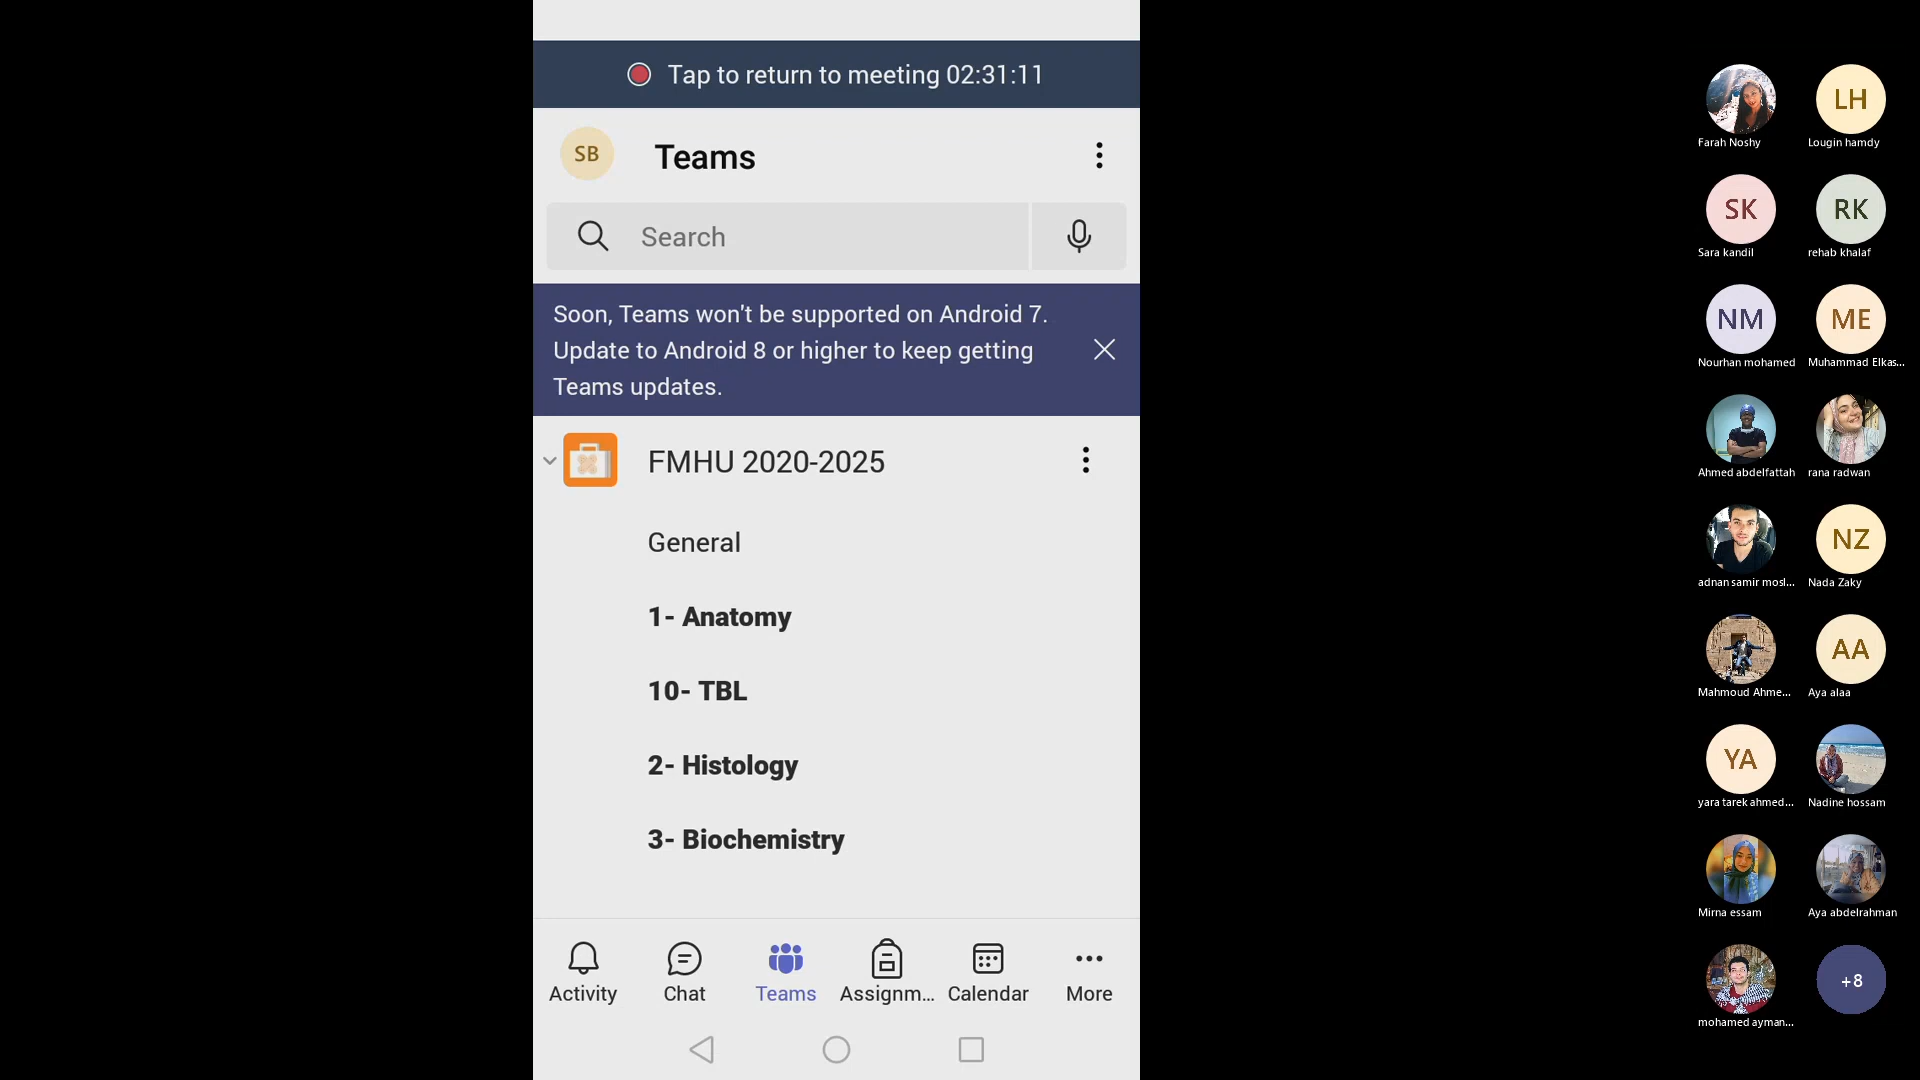 Tap to return to meeting 02:31:11
SB
Teams
Search
Soon, Teams won't be supported on Android 7.
Update to Android 8 or higher to keep getting
Teams updates.
FMHU 2020-2025
General
1- Anatomy
10- TBL
2- Histology
3- Biochemistry
Activity
Chat
Teams
Assignm...
Calendar
More
Farah Noshy
LH
Lougin hamdy
SK
Sara kandil
RK
rehab khalaf
NM
Nourhan mohamed
ME
Muhammad Elkas...
Ahmed abdelfattah
rana radwan
adnan samir mosl...
NZ
Nada Zaky
Mahmoud Ahme...
AA
Aya alaa
YA
yara tarek ahmed...
Nadine hossam
Mirna essam
Aya abdelrahman
mohamed ayman...
+8